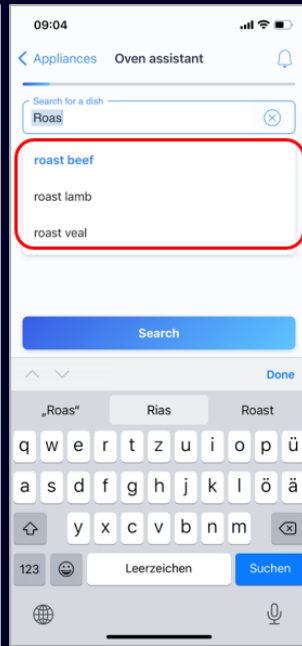 09:04
Appliances Oven assistant
Search for a dish
Roas
roast beef
roast lamb
roast veal
Search
Done
„Roas“ Rias Roast
q w e r t z u i o p ü
a s d f g h j k l ö ä
y x c v b n m
123 Leerzeichen Suchen